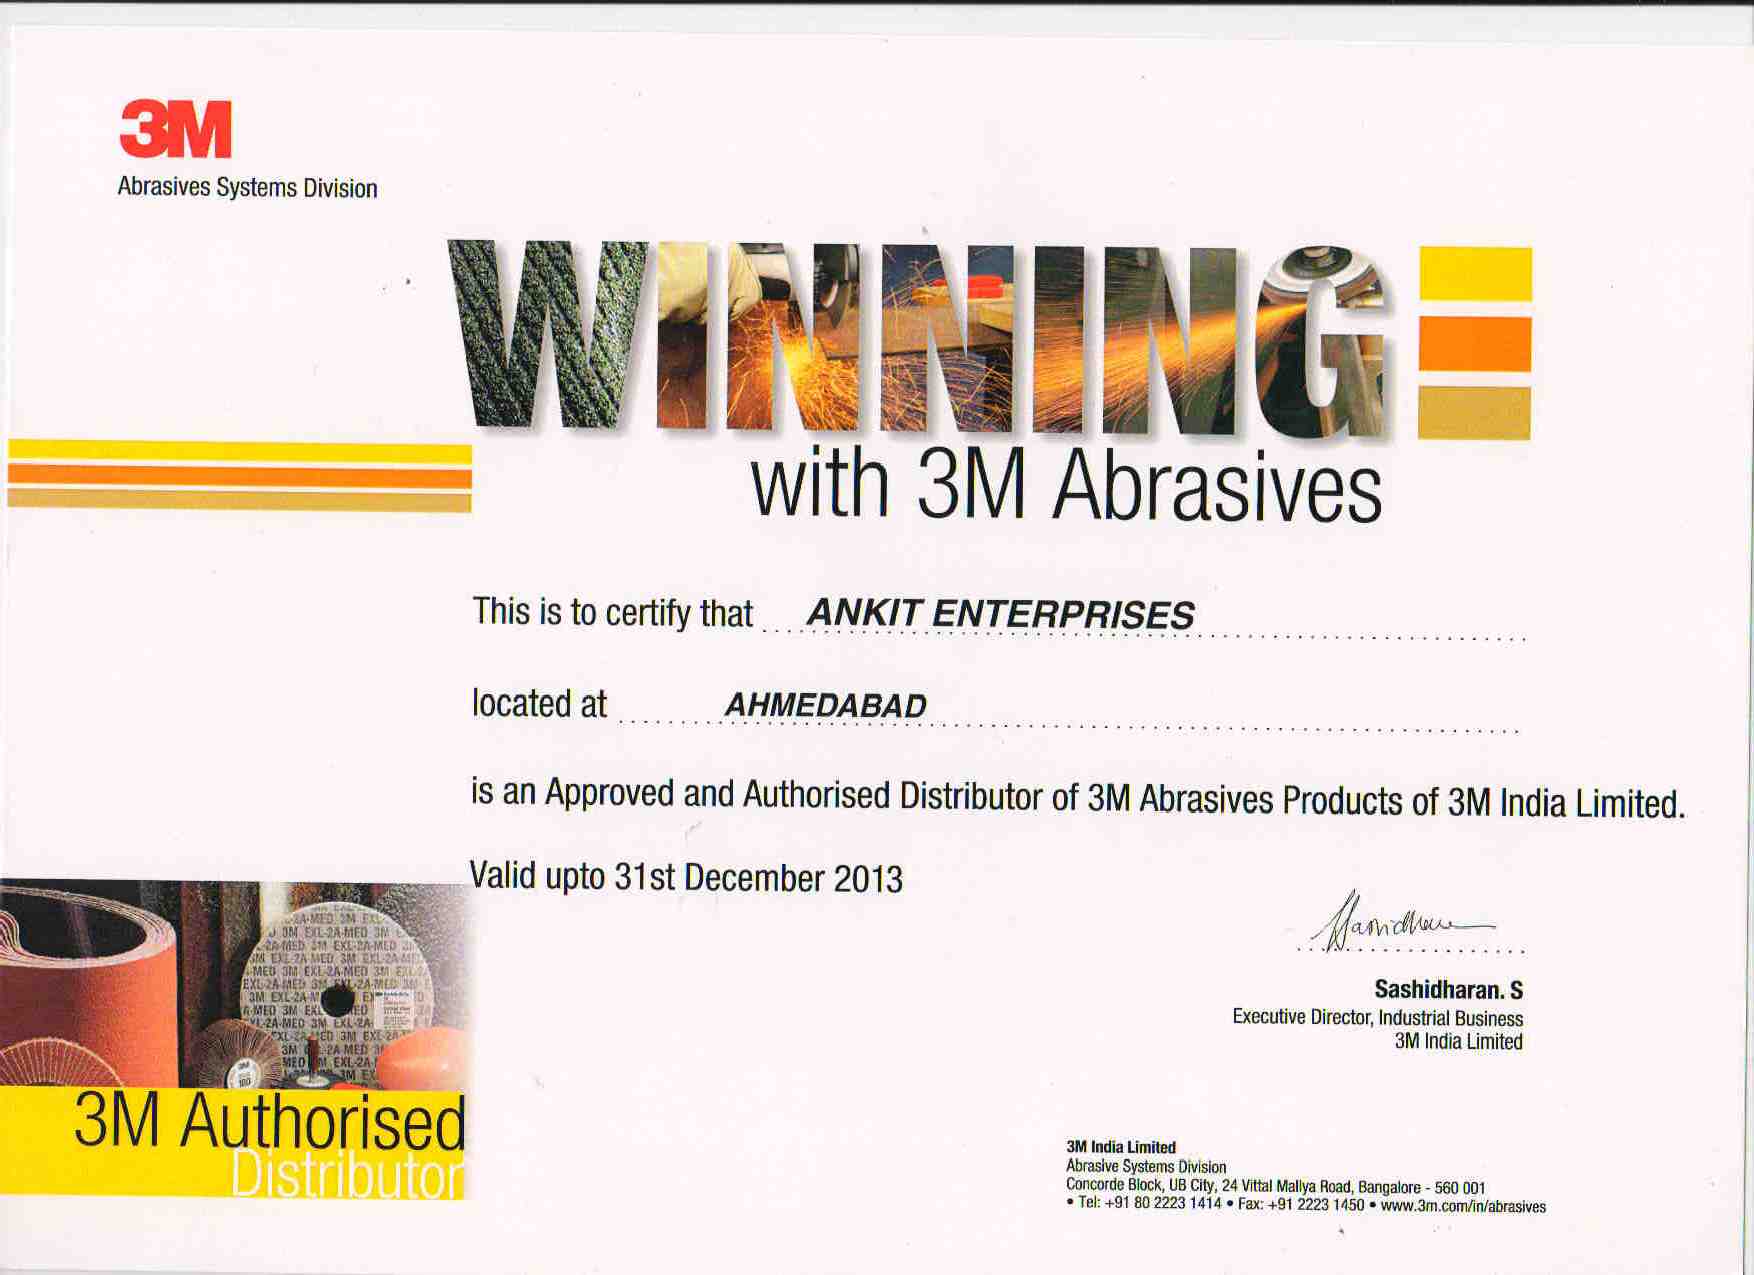 3M
Abrasives Systems Division
WINNING
with 3M Abrasives
This is to certify that ANKIT ENTERPRISES
located at AHMEDABAD
is an Approved and Authorised Distributor of 3M Abrasives Products of 3M India Limited.
Valid upto 31st December 2013
Sashidharan. S
Executive Director, Industrial Business
3M India Limited
3M Authorised
Distributor
3M India Limited
Abrasive Systems Division
Concorde Block, UB City, 24 Vittal Mallya Road, Bangalore - 560 001
• Tel: +91 80 2223 1414 • Fax: +91 2223 1450 • www.3m.com/in/abrasives